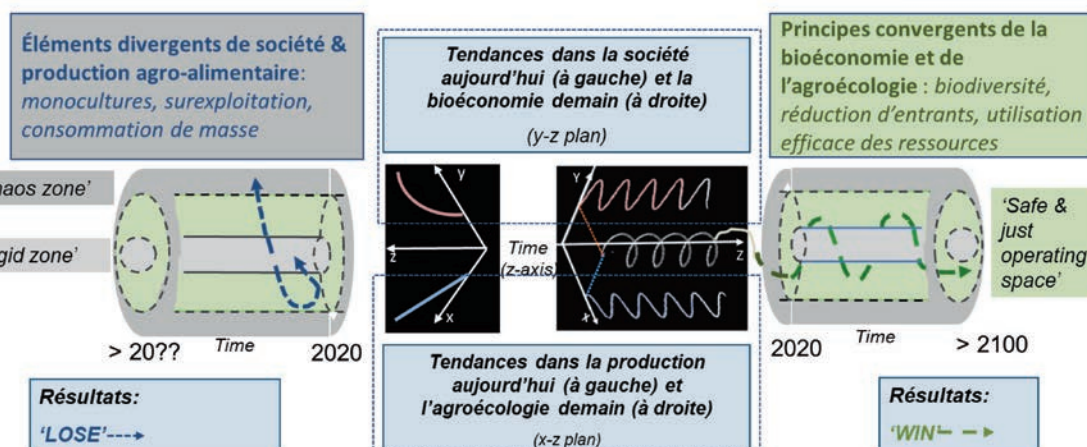 Éléments divergents de société &
production agro-alimentaire:
monocultures, surexploitation,
consommation de masse
haos zone’
gid zone’
> 20??
Time
2020
Résultats:
‘LOSE’
Tendances dans la société
aujourd’hui (à gauche) et la
bioéconomie demain (à droite)
(y-z plan)
y
z
x
Time
(z-axis)
Y
Z
x
Tendances dans la production
aujourd’hui (à gauche) et
l’agroécologie demain (à droite)
(x-z plan)
Principes convergents de la
bioéconomie et de
l’agroécologie : biodiversité,
réduction d’entrants, utilisation
efficace des ressources
‘Safe &
just
operating
space’
2020
Time
> 2100
Résultats:
‘WIN’